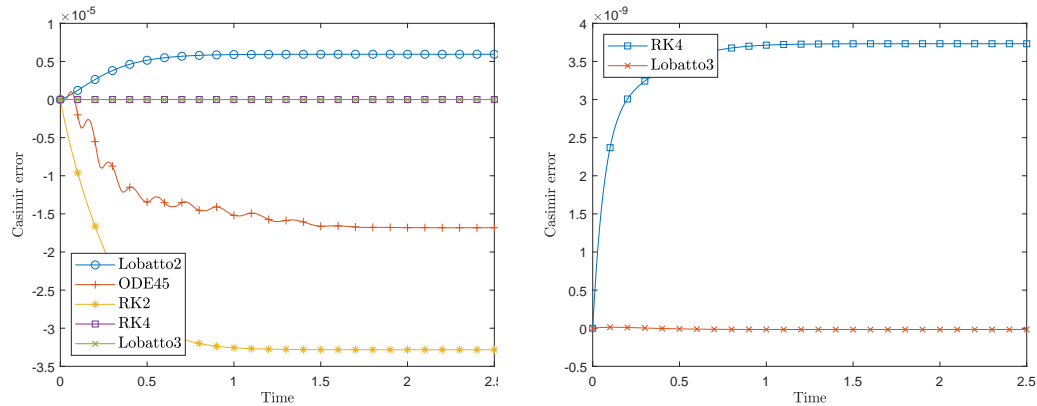 ×10⁻⁵
1
0.5
0
-0.5
-1
-1.5
-2
-2.5
-3
-3.5
Casimir error
Lobatto2
ODE45
RK2
RK4
Lobatto3
0 0.5 1 1.5 2 2.5
Time
×10⁻⁹
4
3.5
3
2.5
2
1.5
1
0.5
0
-0.5
Casimir error
RK4
Lobatto3
0 0.5 1 1.5 2 2.5
Time